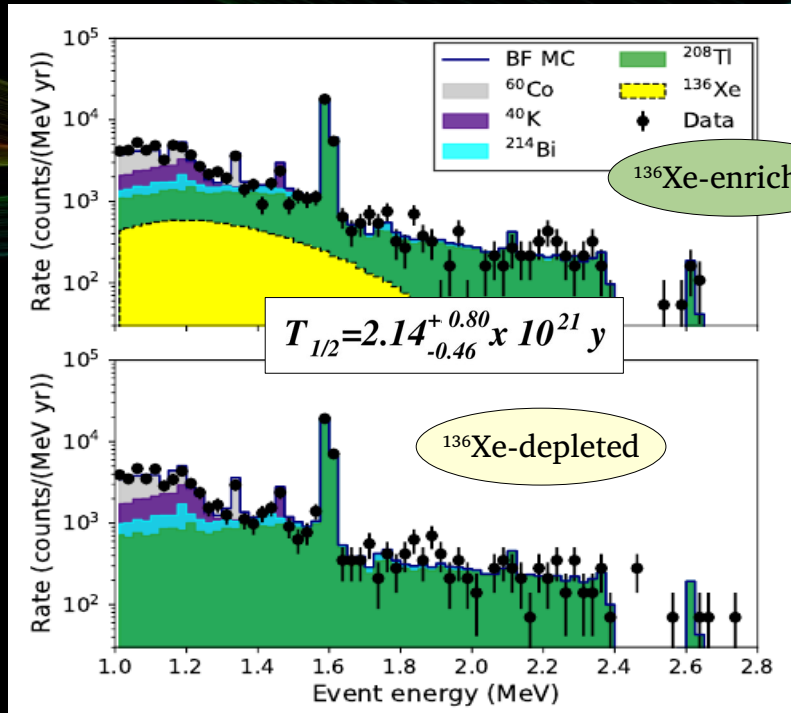 10⁵
10⁴
10³
10²
Rate (counts/(MeV yr))
BF MC
⁶⁰Co
⁴⁰K
²¹⁴Bi
²⁰⁸Tl
¹³⁶Xe
Data
¹³⁶Xe-enrich
T₁/₂=2.14 +0.80 -0.46 x 10²¹ y
10⁵
10⁴
10³
10²
Rate (counts/(MeV yr))
¹³⁶Xe-depleted
1.0 1.2 1.4 1.6 1.8 2.0 2.2 2.4 2.6 2.8
Event energy (MeV)